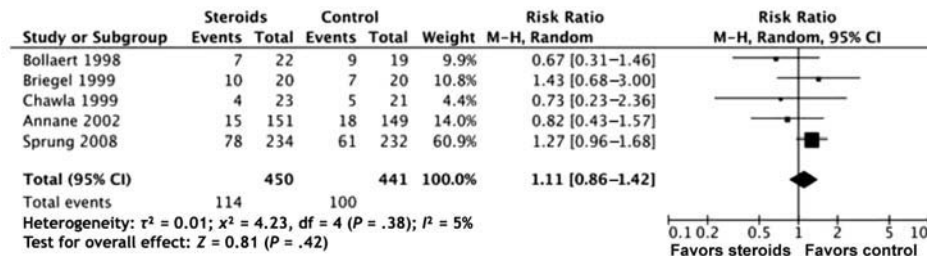 Steroids Control Risk Ratio Risk Ratio
Study or Subgroup Events Total Events Total Weight M-H, Random M-H, Random, 95% CI
Bollaert 1998 7 22 9 19 9.9% 0.67 [0.31–1.46]
Briegel 1999 10 20 7 20 10.8% 1.43 [0.68–3.00]
Chawla 1999 4 23 5 21 4.4% 0.73 [0.23–2.36]
Annane 2002 15 151 18 149 14.0% 0.82 [0.43–1.57]
Sprung 2008 78 234 61 232 60.9% 1.27 [0.96–1.68]
Total (95% CI) 450 441 100.0% 1.11 [0.86–1.42]
Total events 114 100
Heterogeneity: τ² = 0.01; x² = 4.23, df = 4 (P = .38); I² = 5%
Test for overall effect: Z = 0.81 (P = .42)
0.1 0.2 0.5 1 2 5 10
Favors steroids Favors control